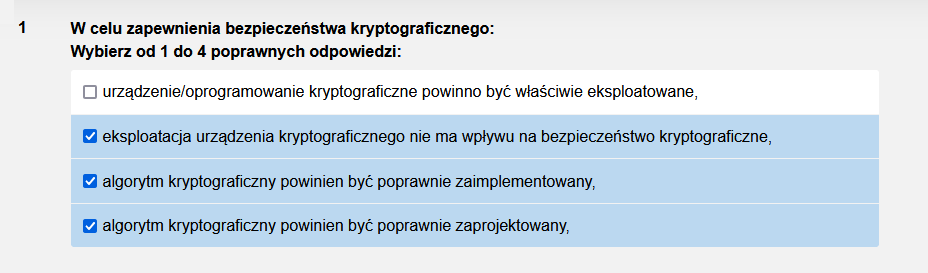 1
W celu zapewnienia bezpieczeństwa kryptograficznego:
Wybierz od 1 do 4 poprawnych odpowiedzi:
urządzenie/oprogramowanie kryptograficzne powinno być właściwie eksploatowane,
eksploatacja urządzenia kryptograficznego nie ma wpływu na bezpieczeństwo kryptograficzne,
algorytm kryptograficzny powinien być poprawnie zaimplementowany,
algorytm kryptograficzny powinien być poprawnie zaprojektowany,